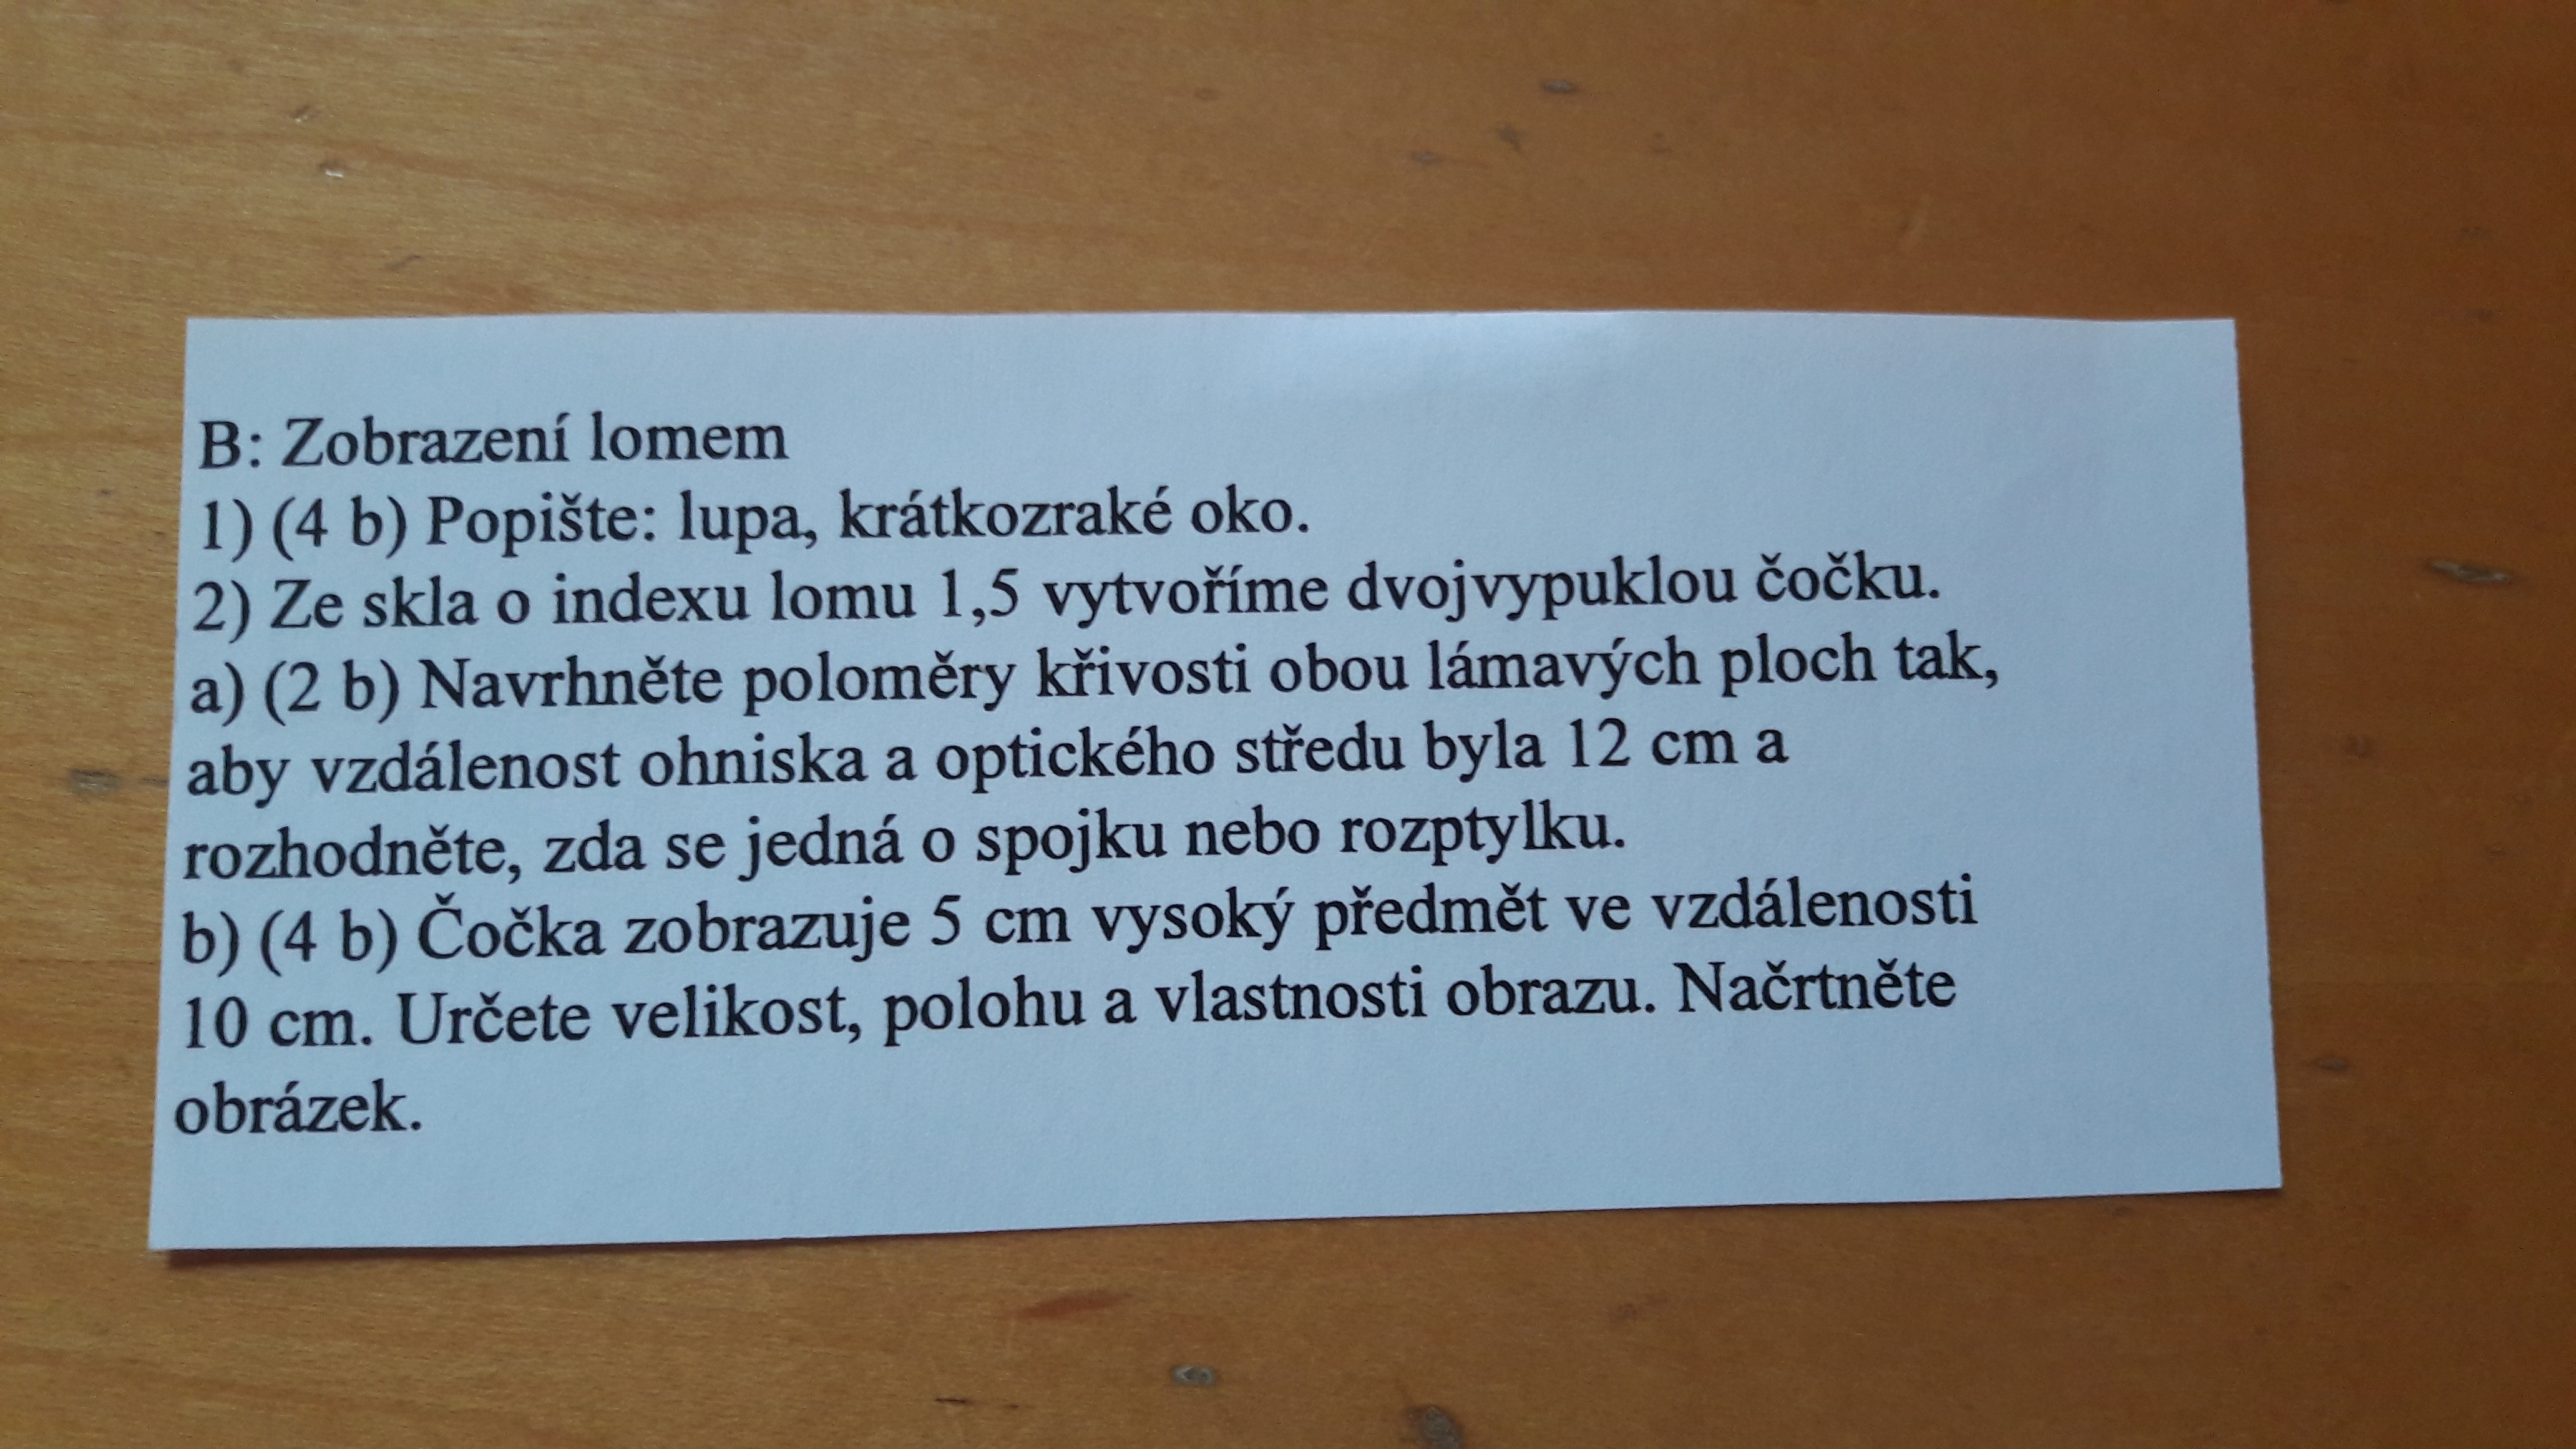 B: Zobrazení lomem
1) (4 b) Popište: lupa, krátkozraké oko.
2) Ze skla o indexu lomu 1,5 vytvoříme dvojvypuklou čočku.
a) (2 b) Navrhněte poloměry křivosti obou lámavých ploch tak,
aby vzdálenost ohniska a optického středu byla 12 cm a
rozhodněte, zda se jedná o spojku nebo rozptylku.
b) (4 b) Čočka zobrazuje 5 cm vysoký předmět ve vzdálenosti
10 cm. Určete velikost, polohu a vlastnosti obrazu. Načrtněte
obrázek.